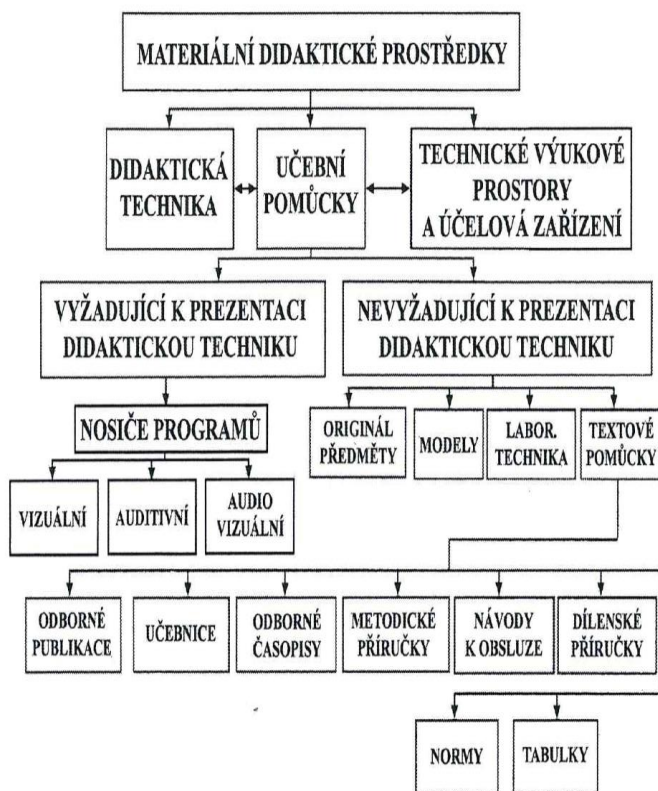 MATERIÁLNÍ DIDAKTICKÉ PROSTŘEDKY
DIDAKTICKÁ
TECHNIKA
UČEBNÍ
POMŮCKY
TECHNICKÉ VÝUKOVÉ
PROSTORY
A ÚČELOVÁ ZAŘÍZENÍ
VYŽADUJÍCÍ K PREZENTACI
DIDAKTICKOU TECHNIKU
NEVYŽADUJÍCÍ K PREZENTACI
DIDAKTICKOU TECHNIKU
NOSIČE PROGRAMŮ
ORIGINÁL
PŘEDMĚTY
MODELY
LABOR.
TECHNIKA
TEXTOVÉ
POMŮCKY
VIZUÁLNÍ
AUDITIVNÍ
AUDIO
VIZUÁLNÍ
ODBORNÉ
PUBLIKACE
UČEBNICE
ODBORNÉ
ČASOPISY
METODICKÉ
PŘÍRUČKY
NÁVODY
K OBSLUZE
DÍLENSKÉ
PŘÍRUČKY
NORMY
TABULKY